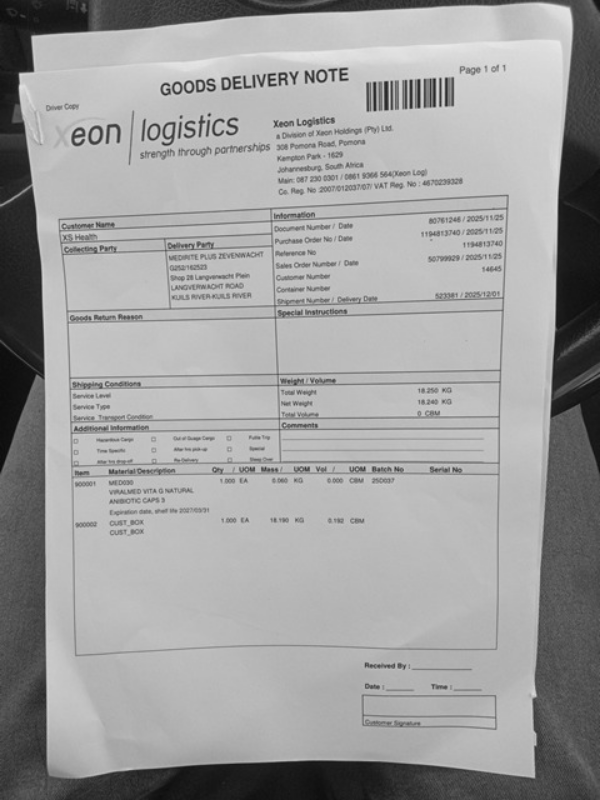 GOODS DELIVERY NOTE
Page 1 of 1
Driver Copy
xeon logistics
strength through partnerships
Xeon Logistics
a Division of Xeon Holdings (Pty) Ltd.
308 Pomona Road, Pomona
Kempton Park - 1629
Johannesburg, South Africa
Main: 087 230 0301 / 0861 9366 564(Xeon Log)
Co. Reg. No :2007/012037/07/ VAT Reg. No : 4670239328
Customer Name
XS Health
Collecting Party
Delivery Party
MEDIRITE PLUS ZEVENWACHT
G252/162523
Shop 28 Langverwacht Plein
LANGVERWACHT ROAD
KUILS RIVER-KUILS RIVER
Information
Document Number / Date 80761246 / 2025/11/25
Purchase Order No / Date 1194813740 / 2025/11/25
Reference No 1194813740
Sales Order Number / Date 50799929 / 2025/11/25
Customer Number 14645
Container Number
Shipment Number / Delivery Date 523381 / 2025/12/01
Goods Return Reason
Special Instructions
Shipping Conditions
Service Level
Service Type
Service Transport Condition
Weight / Volume
Total Weight 18.250 KG
Net Weight 18.240 KG
Total Volume 0 CBM
Additional Information
Hazardous Cargo Out of Guage Cargo Futile Trip
Time Specific After hrs pick-up Special
After hrs drop-off Re-Delivery Sleep Over
Comments
Item Material/Description Qty / UOM Mass / UOM Vol / UOM Batch No Serial No
900001 MED030 1.000 EA 0.060 KG 0.000 CBM 25D037
VIRALMED VITA G NATURAL
ANIBIOTIC CAPS 3
Expiration date, shelf life 2027/03/31
900002 CUST_BOX 1.000 EA 18.190 KG 0.192 CBM
CUST_BOX
Received By :
Date : Time :
Customer Signature